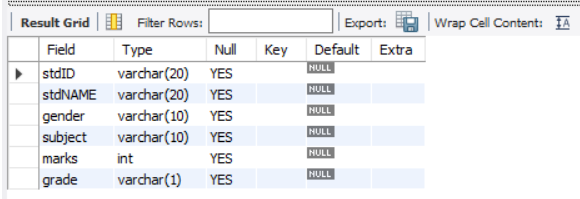 Result Grid Filter Rows: Export: Wrap Cell Content: IA
Field Type Null Key Default Extra
stdID varchar(20) YES NULL
stdNAME varchar(20) YES NULL
gender varchar(10) YES NULL
subject varchar(10) YES NULL
marks int YES NULL
grade varchar(1) YES NULL